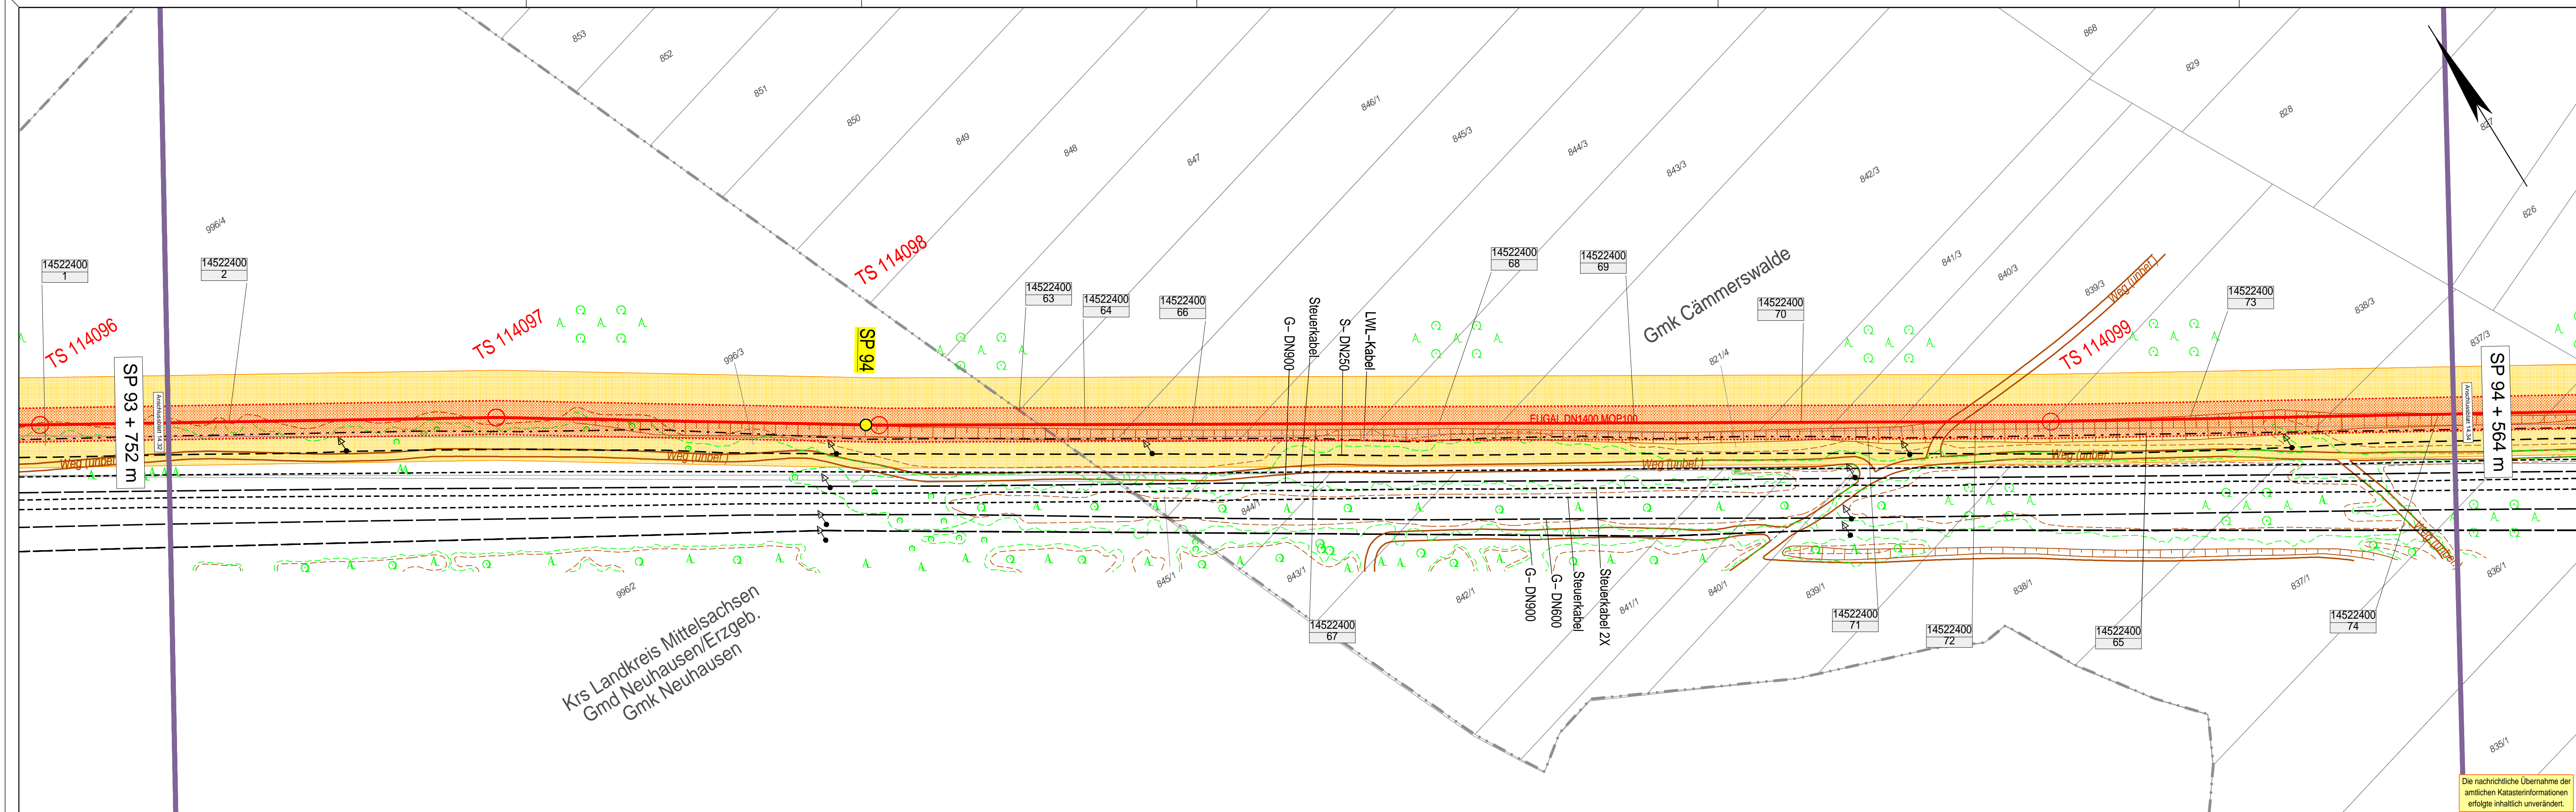 853
852
851
850
849
848
847
846/1
845/3
844/3
843/3
842/3
868
829
828
827
826
996/4
14522400
1
14522400
2
TS 114096
TS 114097
TS 114098
SP 94
996/3
14522400
63
14522400
64
14522400
66
G– DN900
Steuerkabel
S– DN250
LWL–Kabel
14522400
68
14522400
69
Gmk Cämmerswalde
821/4
14522400
70
841/3
840/3
839/3
Weg (unbef.)
TS 114099
14522400
73
838/3
837/3
SP 93 + 752 m
Anschlussblatt 14.32
EUGAL DN1400 MOP100
Anschlussblatt 14.34
SP 94 + 564 m
Weg (unbef.)
Weg (unbef.)
Weg (unbef.)
Weg (unbef.)
Weg (unbef.)
996/2
Krs Landkreis Mittelsachsen
Gmd Neuhausen/Erzgeb.
Gmk Neuhausen
845/1
844/1
843/1
14522400
67
842/1
G– DN900
G– DN600
Steuerkabel
Steuerkabel 2X
841/1
840/1
839/1
14522400
71
14522400
72
838/1
14522400
65
837/1
14522400
74
836/1
835/1
Die nachrichtliche Übernahme der
amtlichen Katasterinformationen
erfolgte inhaltlich unverändert.